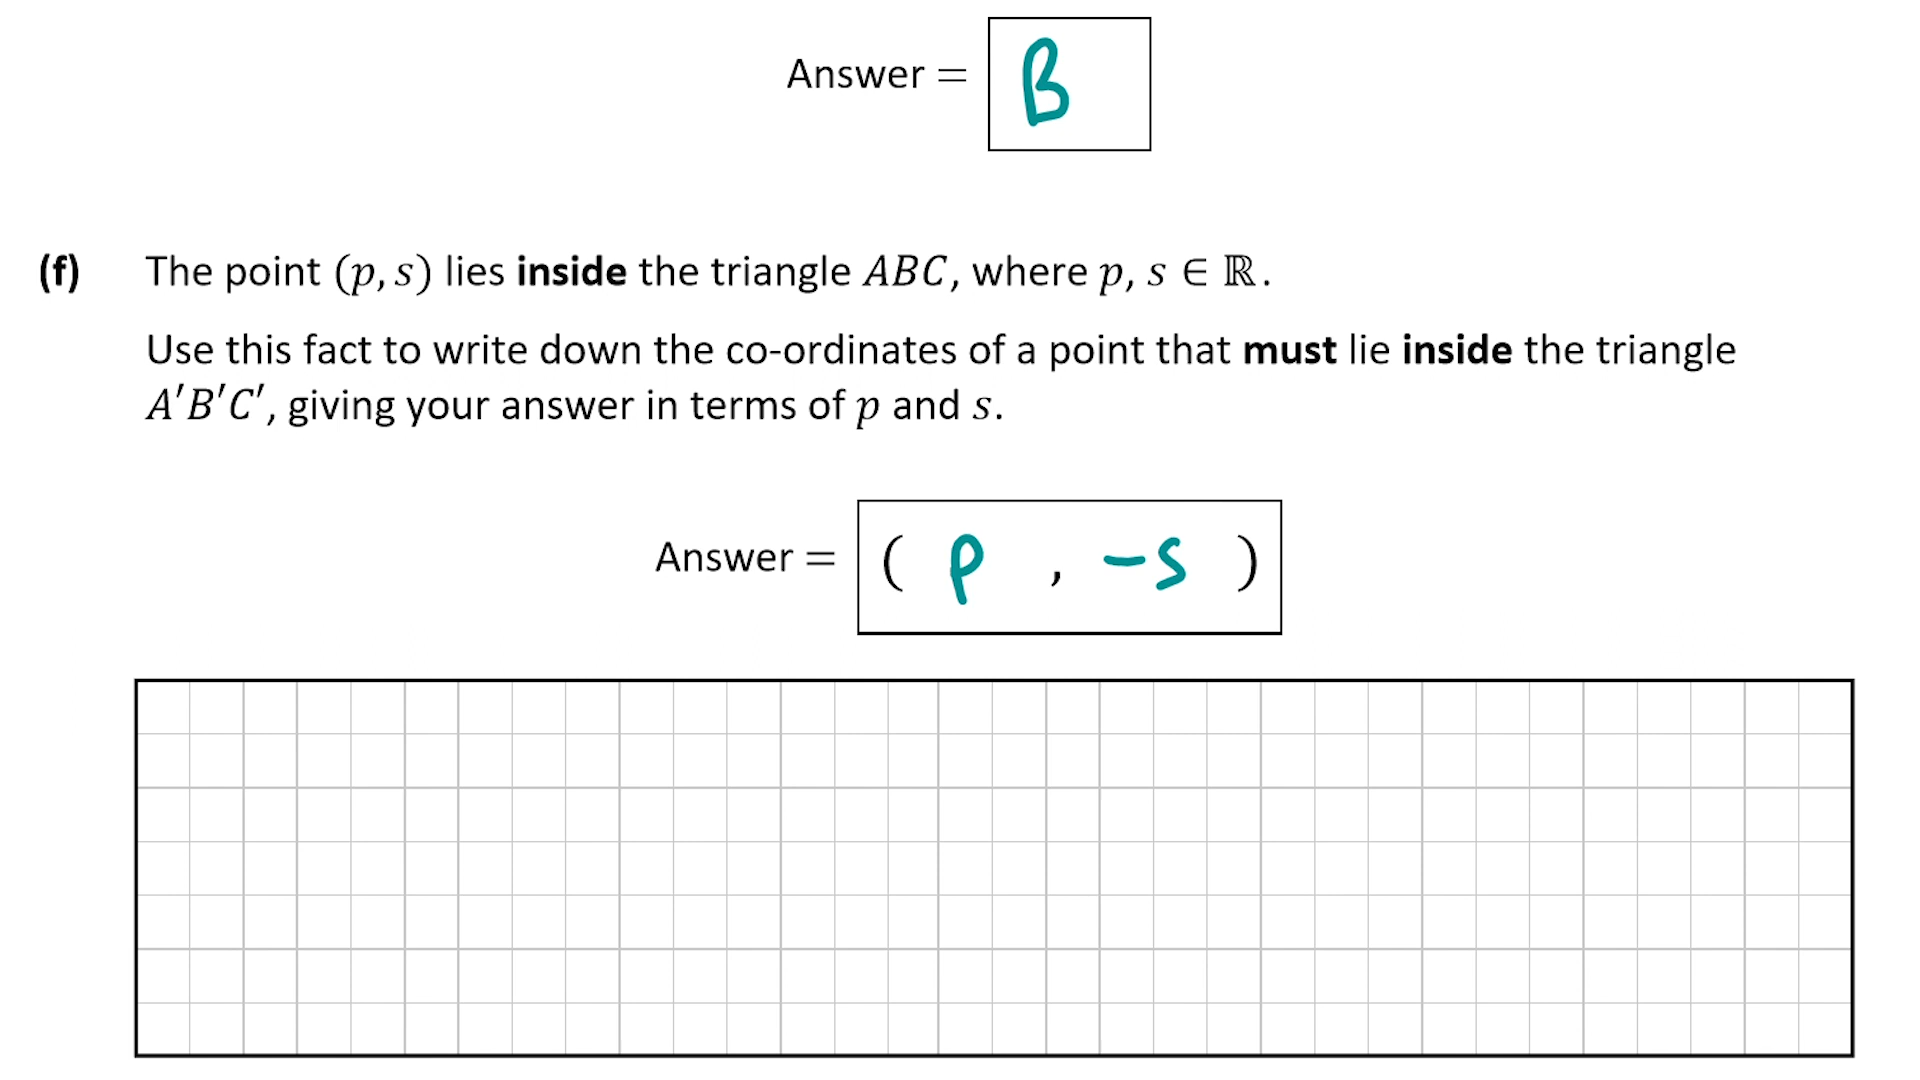 Answer = B
(f) The point (p, s) lies inside the triangle ABC, where p, s ∈ ℝ.
Use this fact to write down the co-ordinates of a point that must lie inside the triangle
A′B′C′, giving your answer in terms of p and s.
Answer = ( p , −s )